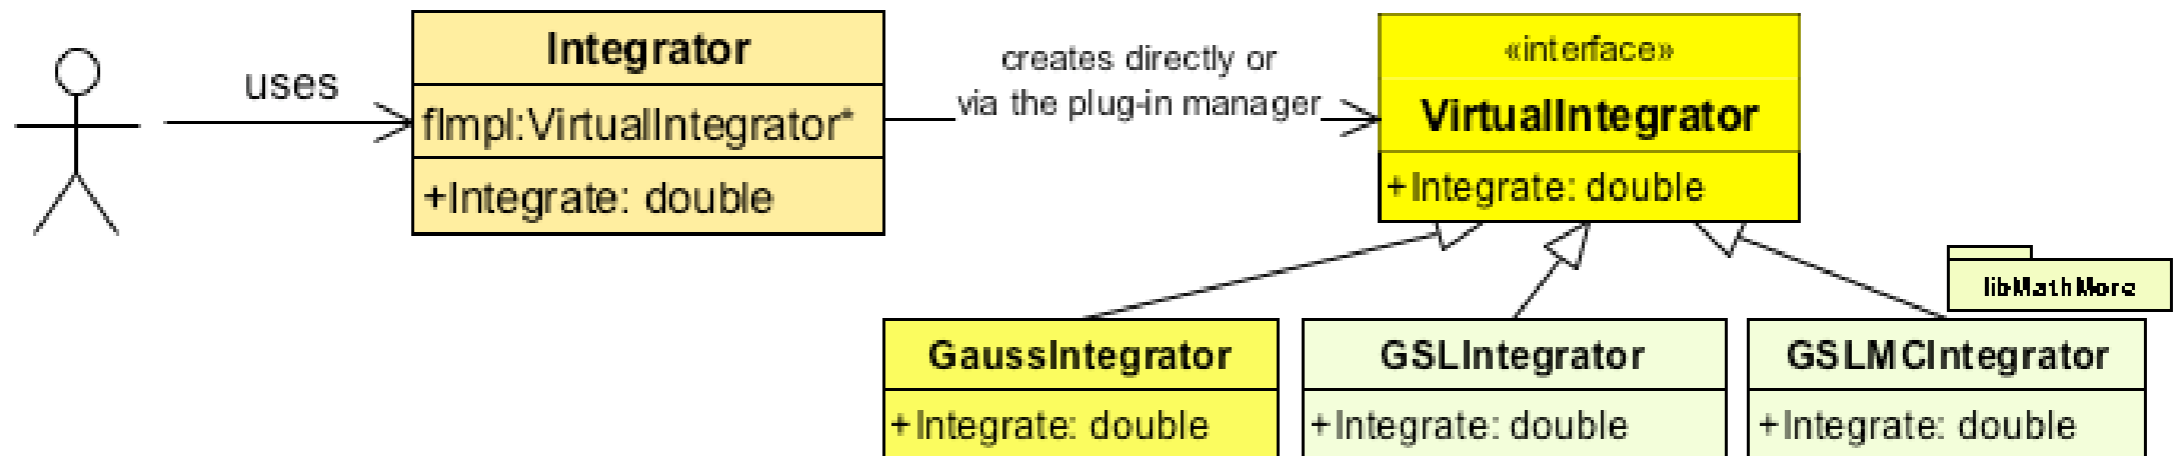 uses
Integrator
fImpl:VirtualIntegrator*
+Integrate: double
creates directly or
via the plug-in manager
«interface»
VirtualIntegrator
+Integrate: double
libMathMore
GaussIntegrator
+Integrate: double
GSLIntegrator
+Integrate: double
GSLMCIntegrator
+Integrate: double